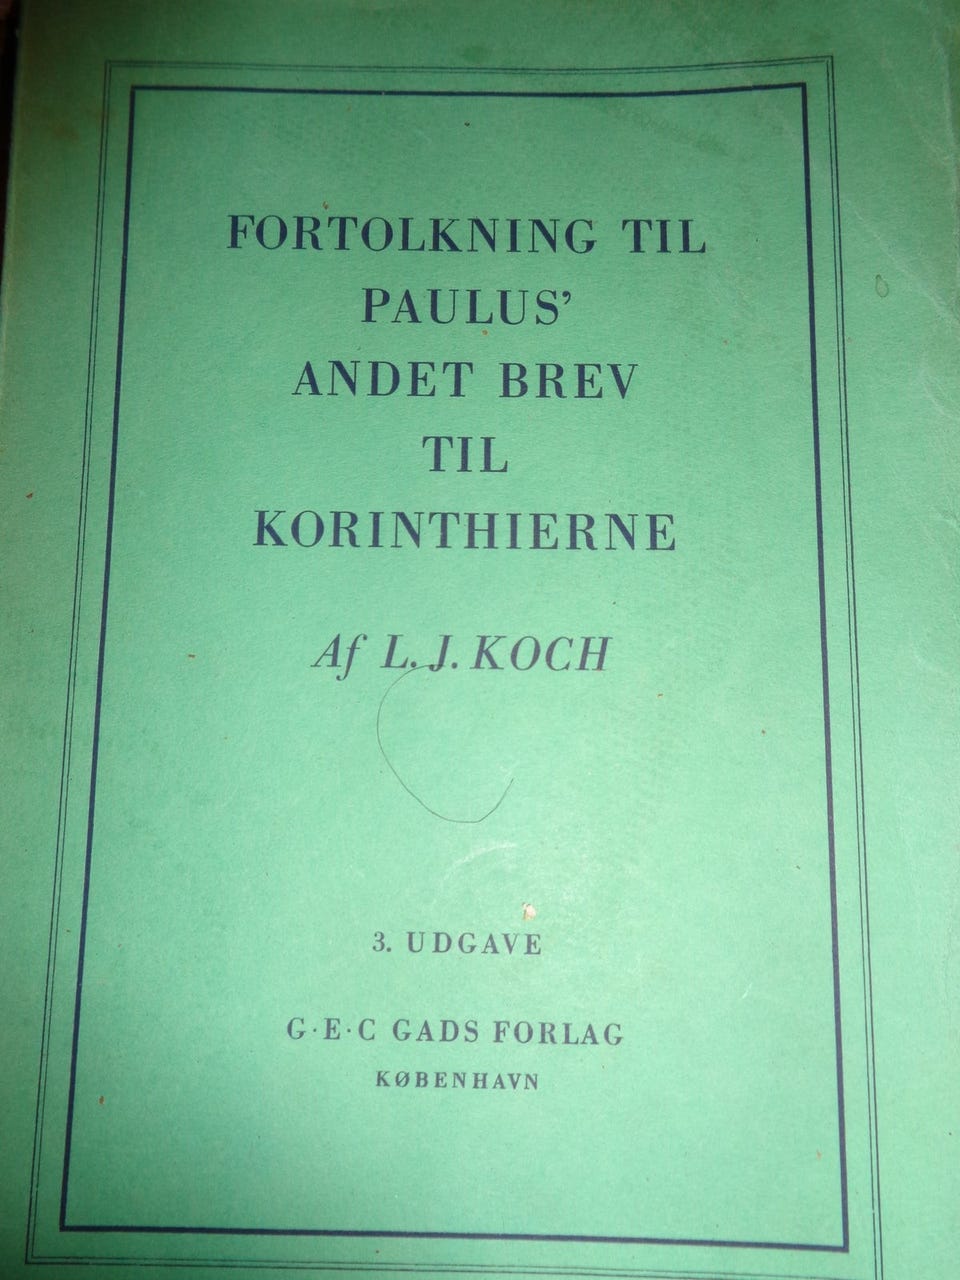 FORTOLKNING TIL
PAULUS’
ANDET BREV
TIL
KORINTHIERNE
Af L. J. KOCH
3. UDGAVE
G·E·C GADS FORLAG
KØBENHAVN